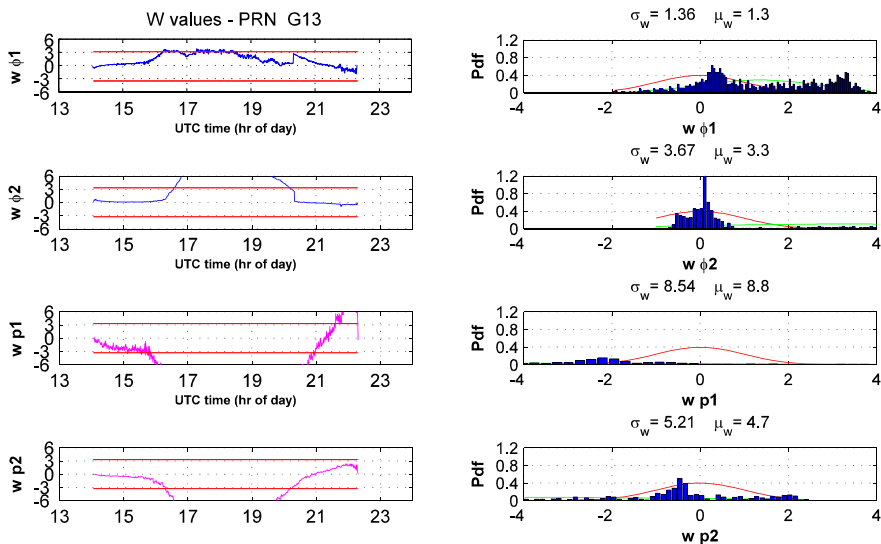 W values - PRN G13
w ϕ1
6
3
0
-3
-6
13 15 17 19 21 23
UTC time (hr of day)
σw= 1.36 μw= 1.3
Pdf
1.2
0.8
0.4
0
-4 -2 0 2 4
w ϕ1
w ϕ2
6
3
0
-3
-6
13 15 17 19 21 23
UTC time (hr of day)
σw= 3.67 μw= 3.3
Pdf
1.2
0.8
0.4
0
-4 -2 0 2 4
w ϕ2
w p1
6
3
0
-3
-6
13 15 17 19 21 23
UTC time (hr of day)
σw= 8.54 μw= 8.8
Pdf
1.2
0.8
0.4
0
-4 -2 0 2 4
w p1
w p2
6
3
0
-3
-6
13 15 17 19 21 23
σw= 5.21 μw= 4.7
Pdf
1.2
0.8
0.4
0
-4 -2 0 2 4
w p2